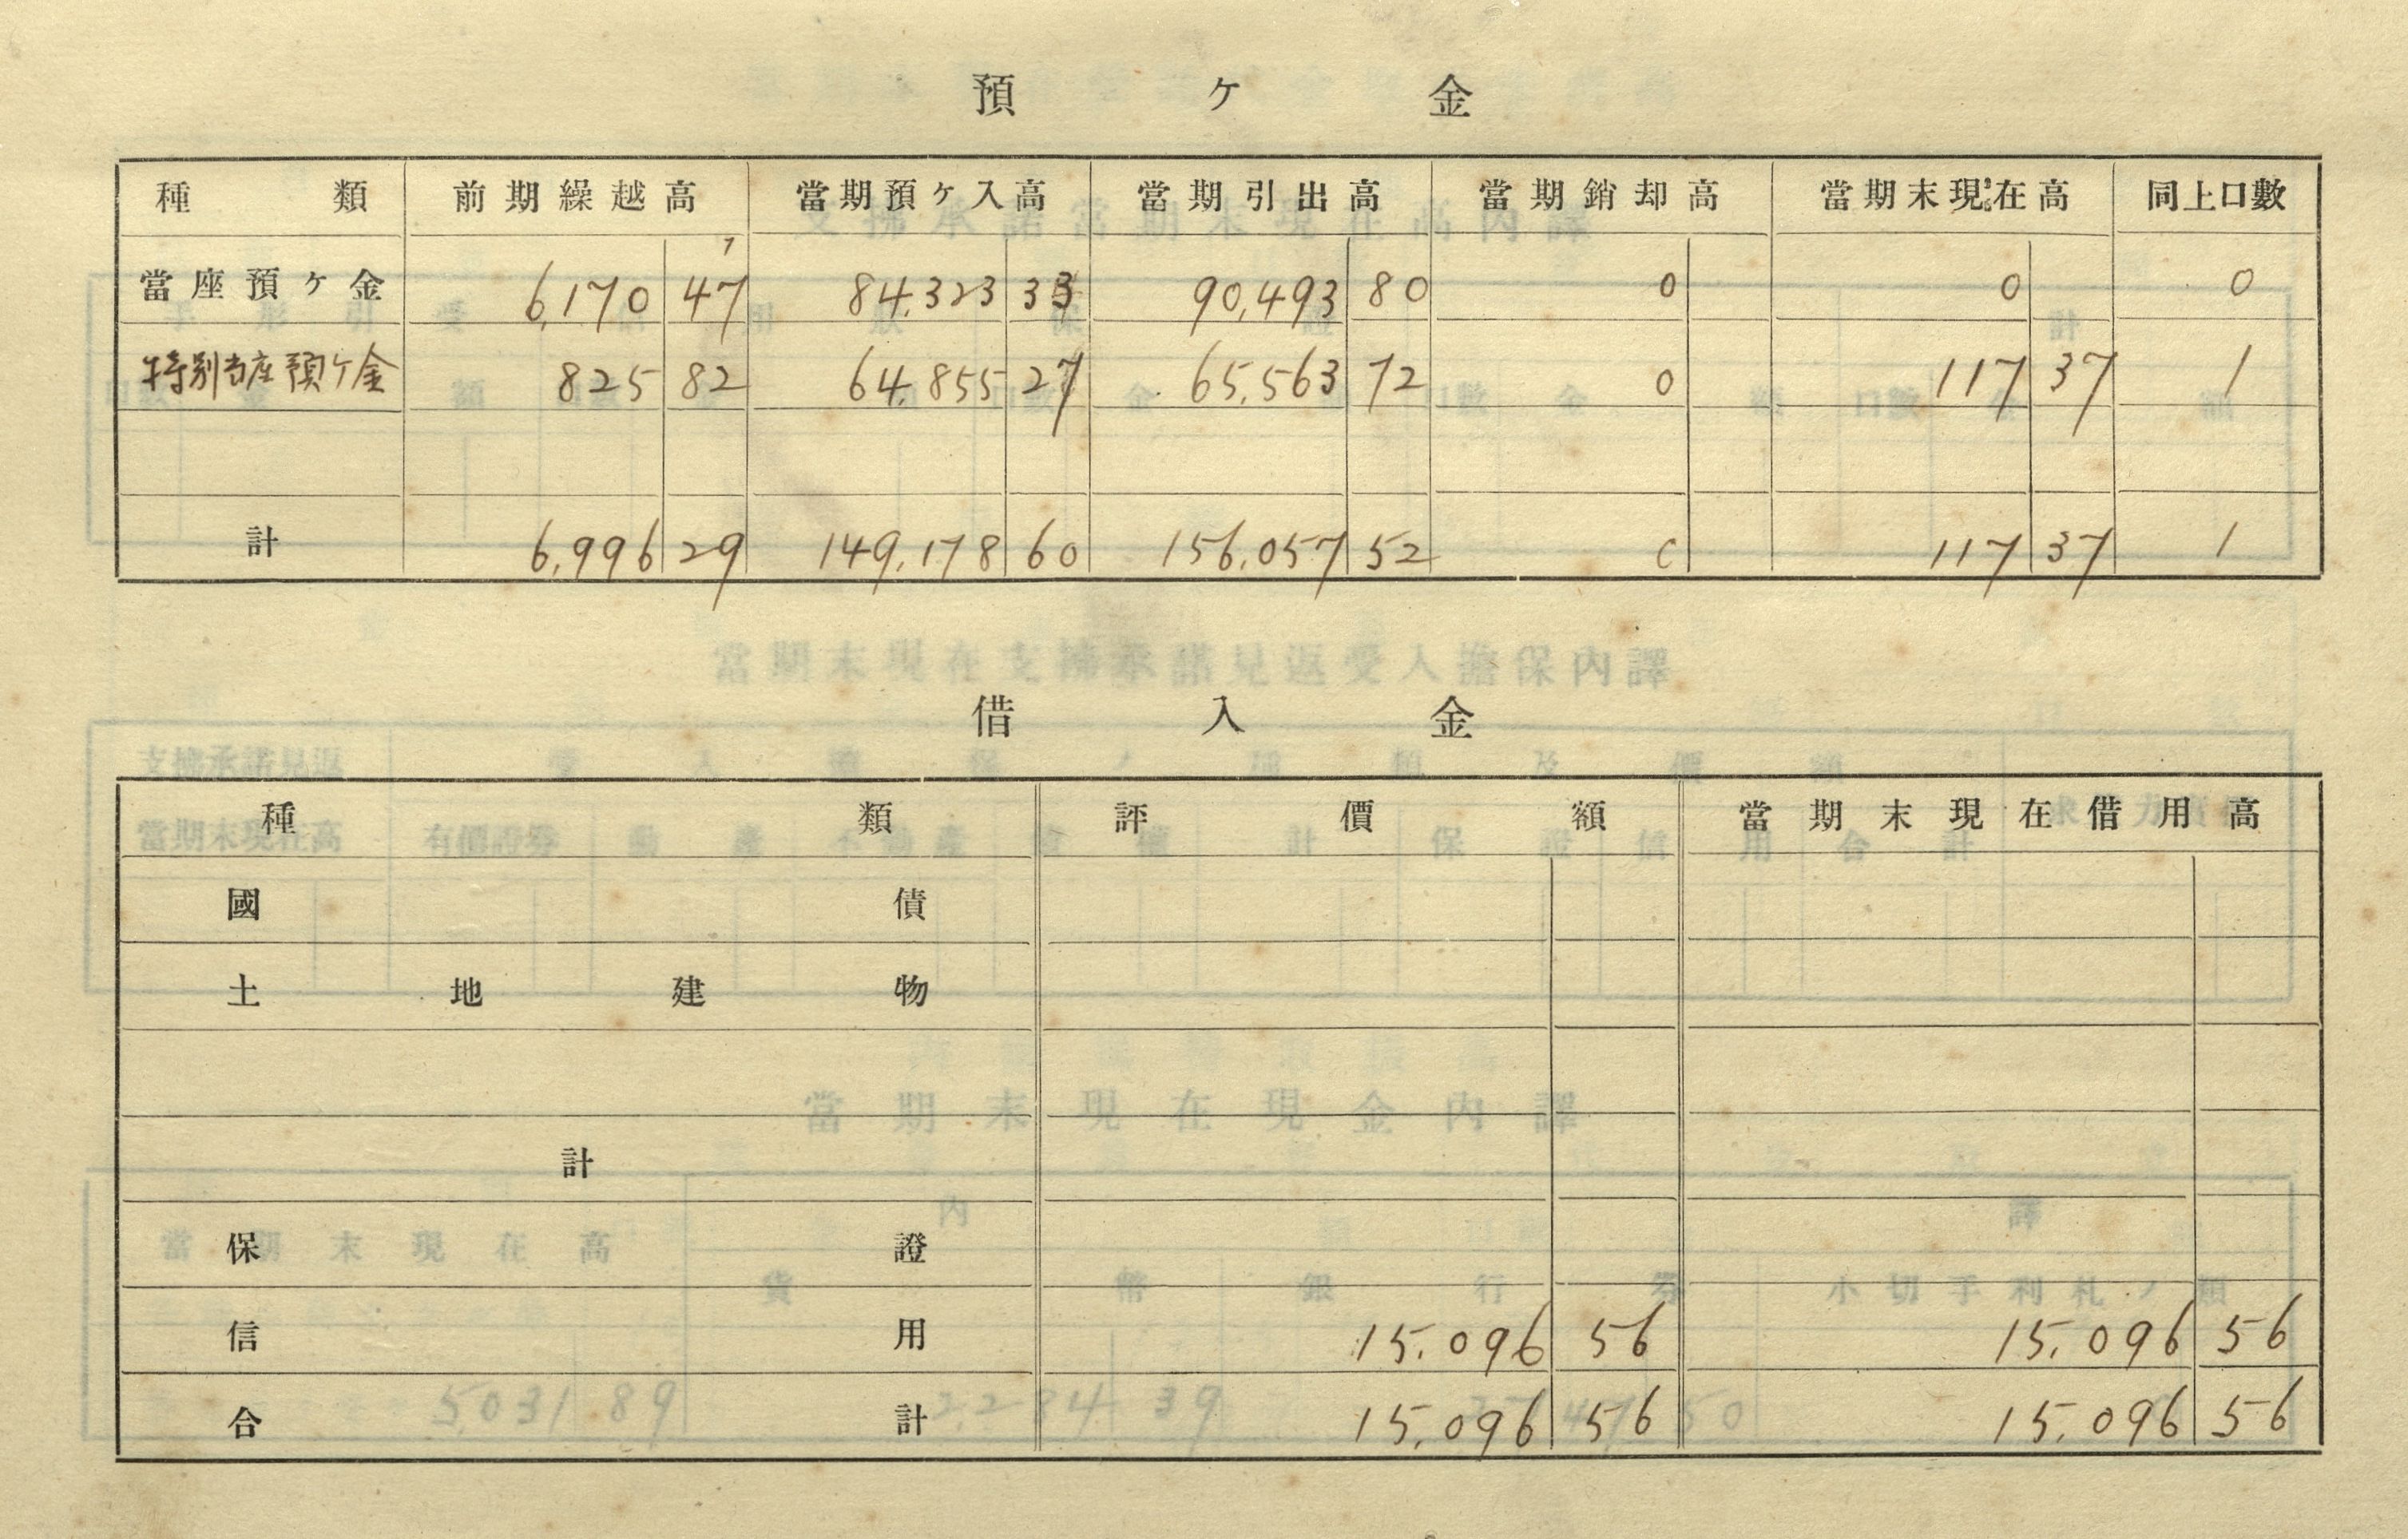 預ケ金
種類 前期繰越高 當期預ケ入高 當期引出高 當期銷却高 當期末現在高 同上口數
當座預ケ金 6,170 47 84,323 33 90,493 80 0 0 0
特別当座預ケ金 825 82 64,855 27 65,563 72 0 117 37 1
計 6,996 29 149,178 60 156,057 52 0 117 37 1
借入金
種類 評價額 當期末現在借用高
國債
土地建物
計
保證
信用 15,096 56 15,096 56
合計 15,096 56 15,096 56